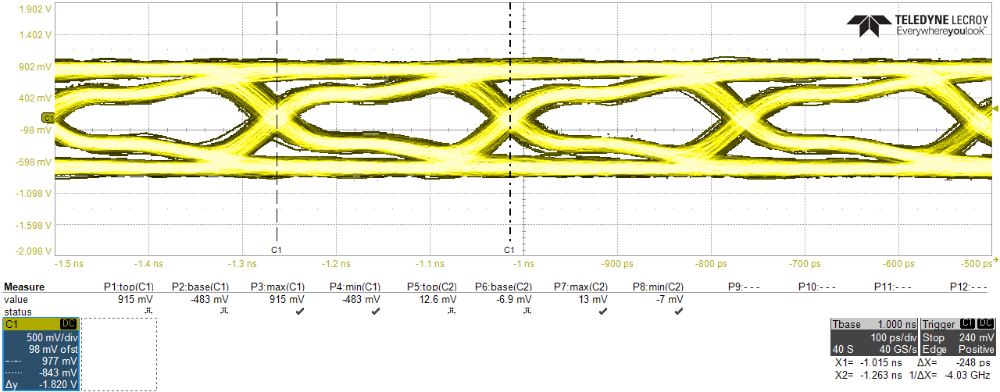 1.902 V
1.402 V
902 mV
402 mV
C1
-98 mV
-598 mV
-1.098 V
-1.598 V
-2.098 V
TELEDYNE LECROY
Everywhereyoulook
C1 C1
-1.5 ns -1.4 ns -1.3 ns -1.2 ns -1.1 ns -1 ns -900 ps -800 ps -700 ps -600 ps -500 ps
Measure P1:top(C1) P2:base(C1) P3:max(C1) P4:min(C1) P5:top(C2) P6:base(C2) P7:max(C2) P8:min(C2) P9:- - - P10:- - - P11:- - - P12:- - -
value 915 mV -483 mV 915 mV -483 mV 12.6 mV -6.9 mV 13 mV -7 mV
status
C1 DC
500 mV/div
98 mV ofst
977 mV
-843 mV
Δy -1.820 V
Tbase 1.000 ns
100 ps/div
40 S 40 GS/s
Trigger C1 DC
Stop 240 mV
Edge Positive
X1= -1.015 ns ΔX= -248 ps
X2= -1.263 ns 1/ΔX= -4.03 GHz